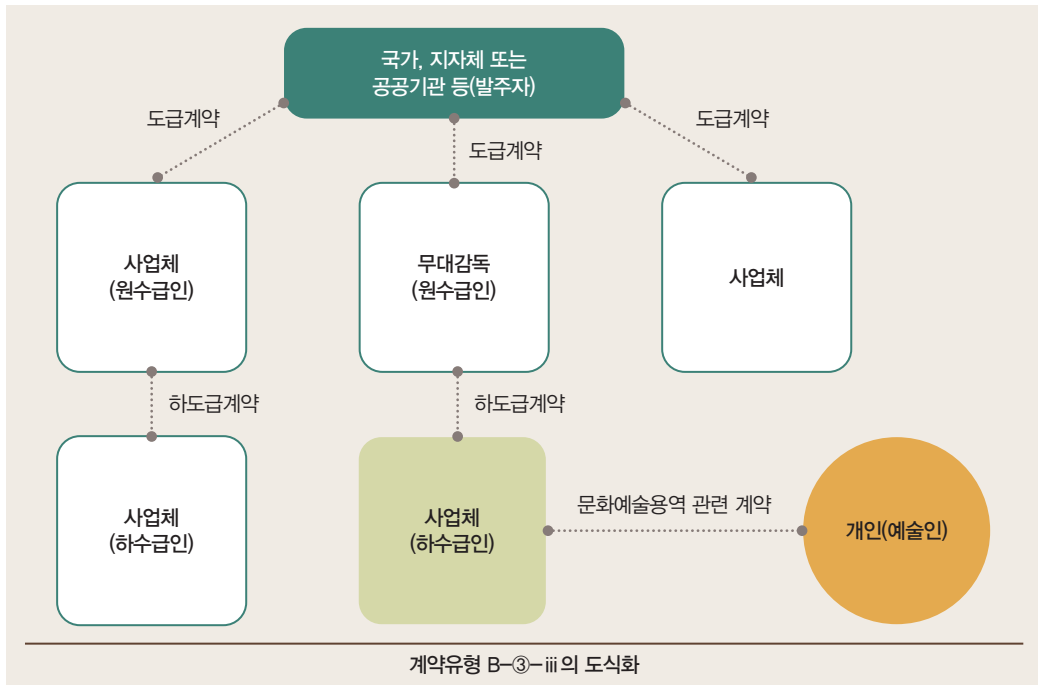 국가, 지자체 또는
공공기관 등(발주자)
도급계약
도급계약
도급계약
사업체
(원수급인)
무대감독
(원수급인)
사업체
하도급계약
하도급계약
사업체
(하수급인)
사업체
(하수급인)
문화예술용역 관련 계약
개인(예술인)
계약유형 B-③-ⅲ의 도식화